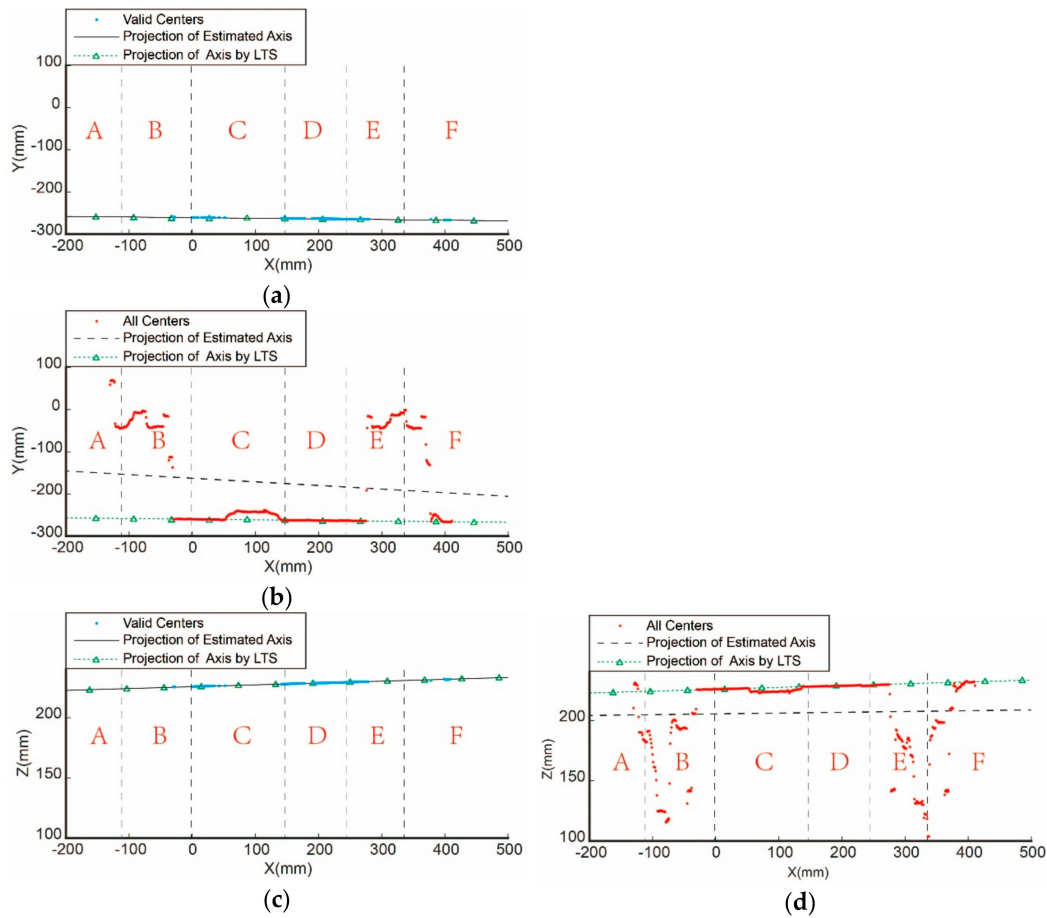 Valid Centers
Projection of Estimated Axis
Projection of Axis by LTS
100
0
-100
-200
-300
Y(mm)
A B C D E F
-200 -100 0 100 200 300 400 500
X(mm)
(a)
All Centers
Projection of Estimated Axis
Projection of Axis by LTS
100
0
-100
-200
-300
Y(mm)
A B C D E F
-200 -100 0 100 200 300 400 500
X(mm)
(b)
Valid Centers
Projection of Estimated Axis
Projection of Axis by LTS
200
150
100
Z(mm)
A B C D E F
-200 -100 0 100 200 300 400 500
X(mm)
(c)
All Centers
Projection of Estimated Axis
Projection of Axis by LTS
200
150
100
Z(mm)
A B C D E F
-200 -100 0 100 200 300 400 500
X(mm)
(d)